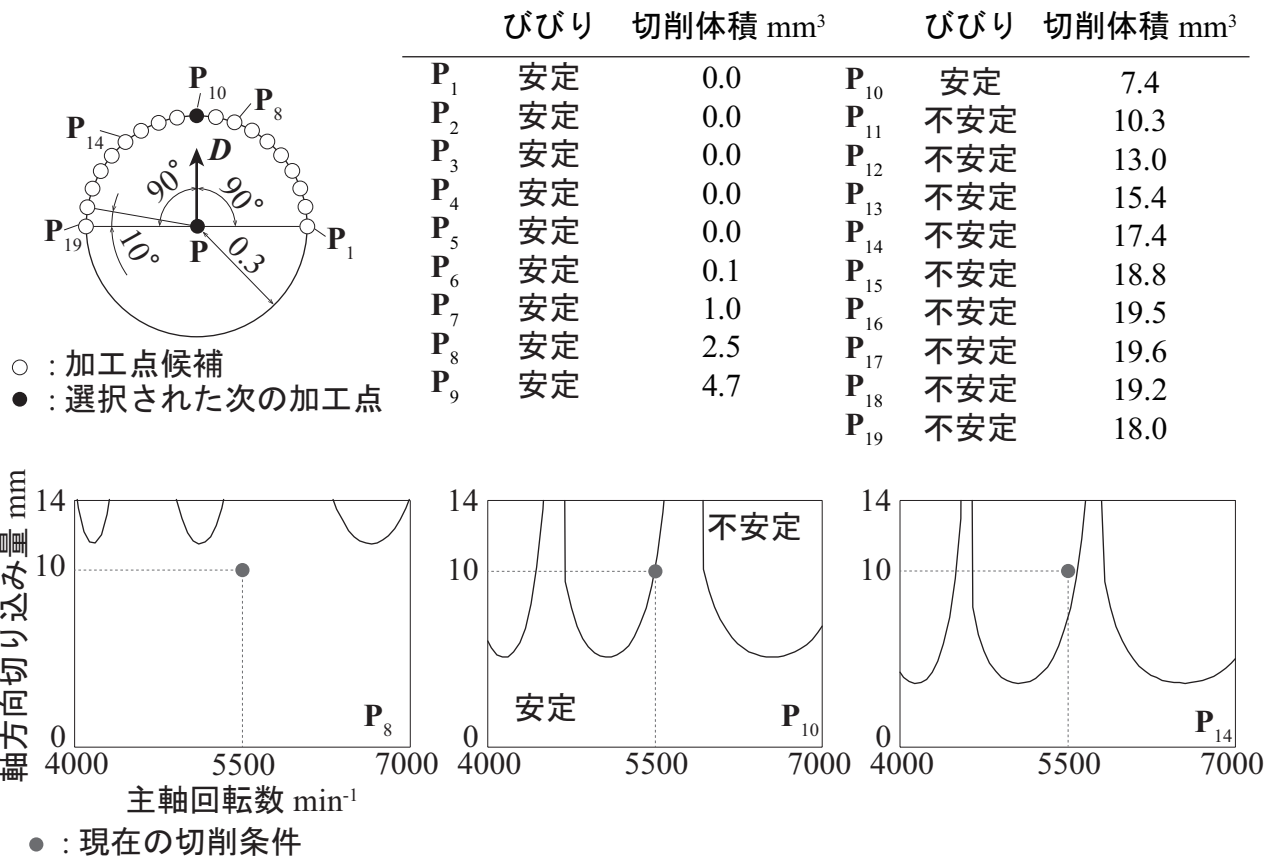 びびり 切削体積 mm³ びびり 切削体積 mm³
P₁ 安定 0.0 P₁₀ 安定 7.4
P₂ 安定 0.0 P₁₁ 不安定 10.3
P₃ 安定 0.0 P₁₂ 不安定 13.0
P₄ 安定 0.0 P₁₃ 不安定 15.4
P₅ 安定 0.0 P₁₄ 不安定 17.4
P₆ 安定 0.1 P₁₅ 不安定 18.8
P₇ 安定 1.0 P₁₆ 不安定 19.5
P₈ 安定 2.5 P₁₇ 不安定 19.6
P₉ 安定 4.7 P₁₈ 不安定 19.2
P₁₉ 不安定 18.0
P₁₀
P₈
P₁₄
D
90° 90°
P₁₉ P P₁
10° 0.3
○ : 加工点候補
● : 選択された次の加工点
軸方向切り込み量 mm
14 14 14
不安定
10 10 10
安定
P₈ P₁₀ P₁₄
0 0 0
4000 5500 7000 4000 5500 7000 4000 5500 7000
主軸回転数 min⁻¹
● : 現在の切削条件